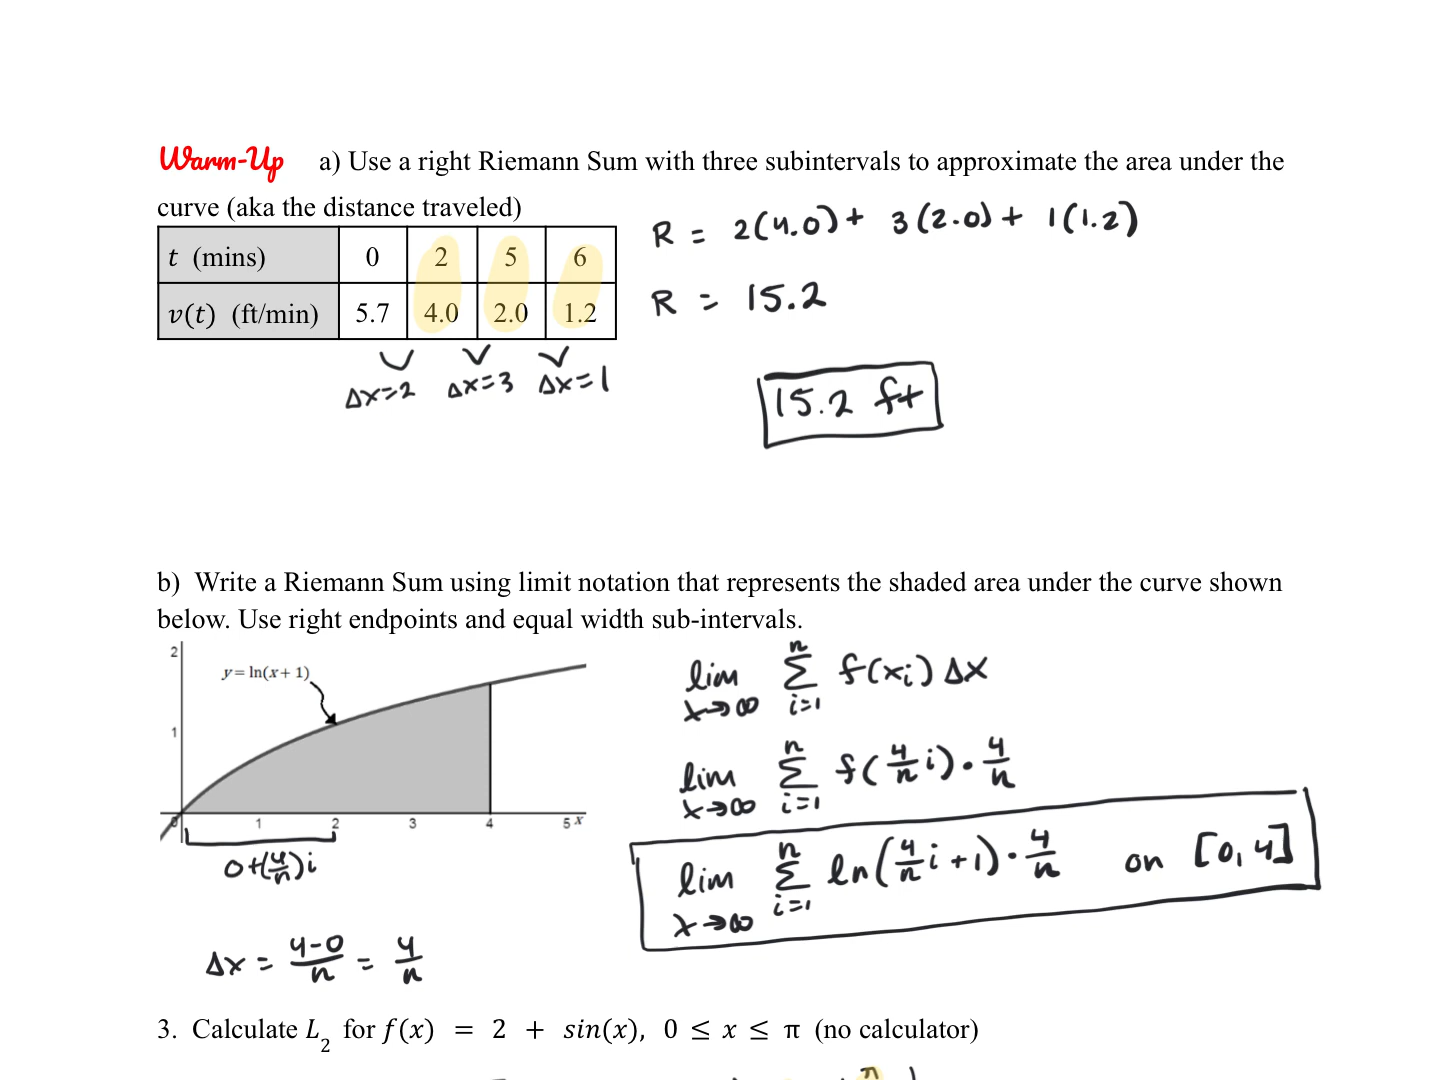 Warm-Up a) Use a right Riemann Sum with three subintervals to approximate the area under the
curve (aka the distance traveled)
R = 2(4.0) + 3(2.0) + 1(1.2)
t (mins) 0 2 5 6
v(t) (ft/min) 5.7 4.0 2.0 1.2
R = 15.2
Δx=2 Δx=3 Δx=1
15.2 ft
b) Write a Riemann Sum using limit notation that represents the shaded area under the curve shown
below. Use right endpoints and equal width sub-intervals.
2
y = ln(x + 1)
1
0 1 2 3 4 5 x
0+(4/n)i
Δx = 4-0/n = 4/n
lim x→∞ n Σ i=1 f(xi) Δx
lim x→∞ n Σ i=1 f(4/n i) · 4/n
lim x→∞ n Σ i=1 ln(4/n i + 1) · 4/n on [0, 4]
3. Calculate L2 for f(x) = 2 + sin(x), 0 ≤ x ≤ π (no calculator)